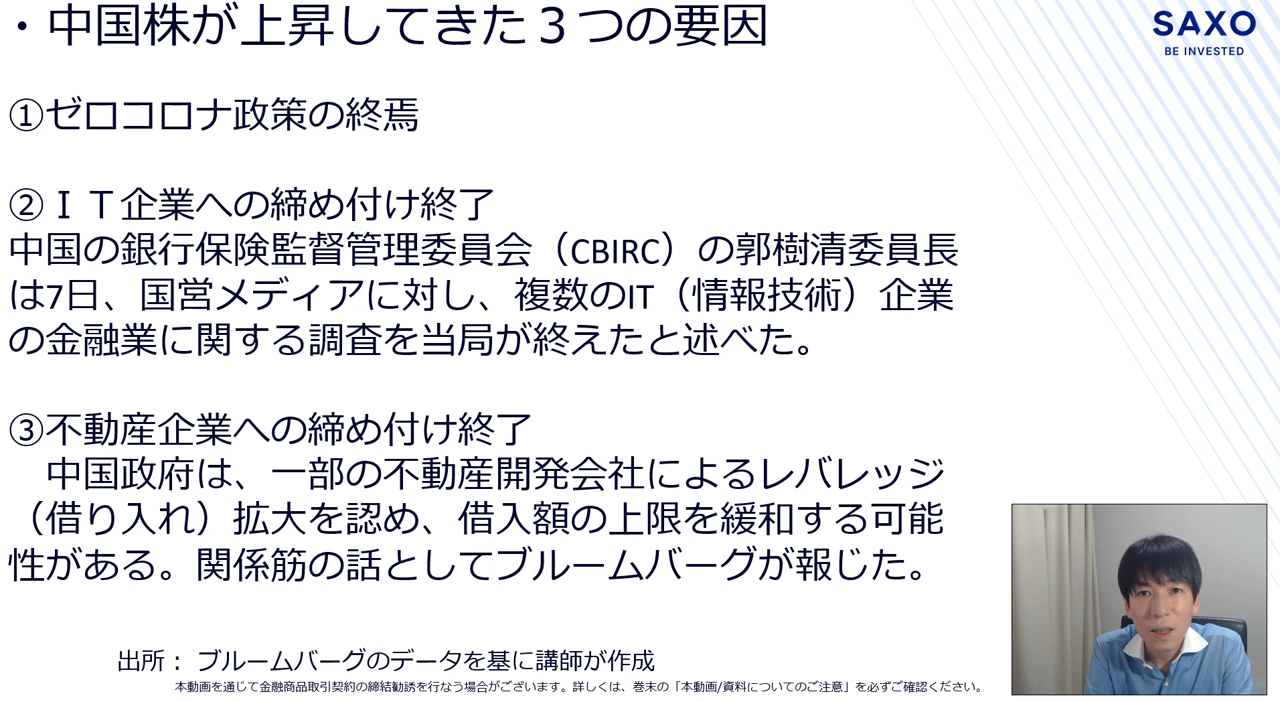 ・中国株が上昇してきた３つの要因
SAXO
BE INVESTED
①ゼロコロナ政策の終焉
②ＩＴ企業への締め付け終了
中国の銀行保険監督管理委員会（CBIRC）の郭樹清委員長
は7日、国営メディアに対し、複数のIT（情報技術）企業
の金融業に関する調査を当局が終えたと述べた。
③不動産企業への締め付け終了
　中国政府は、一部の不動産開発会社によるレバレッジ
（借り入れ）拡大を認め、借入額の上限を緩和する可能
性がある。関係筋の話としてブルームバーグが報じた。
出所： ブルームバーグのデータを基に講師が作成
本動画を通じて金融商品取引契約の締結勧誘を行なう場合がございます。詳しくは、巻末の「本動画/資料についてのご注意」を必ずご確認ください。